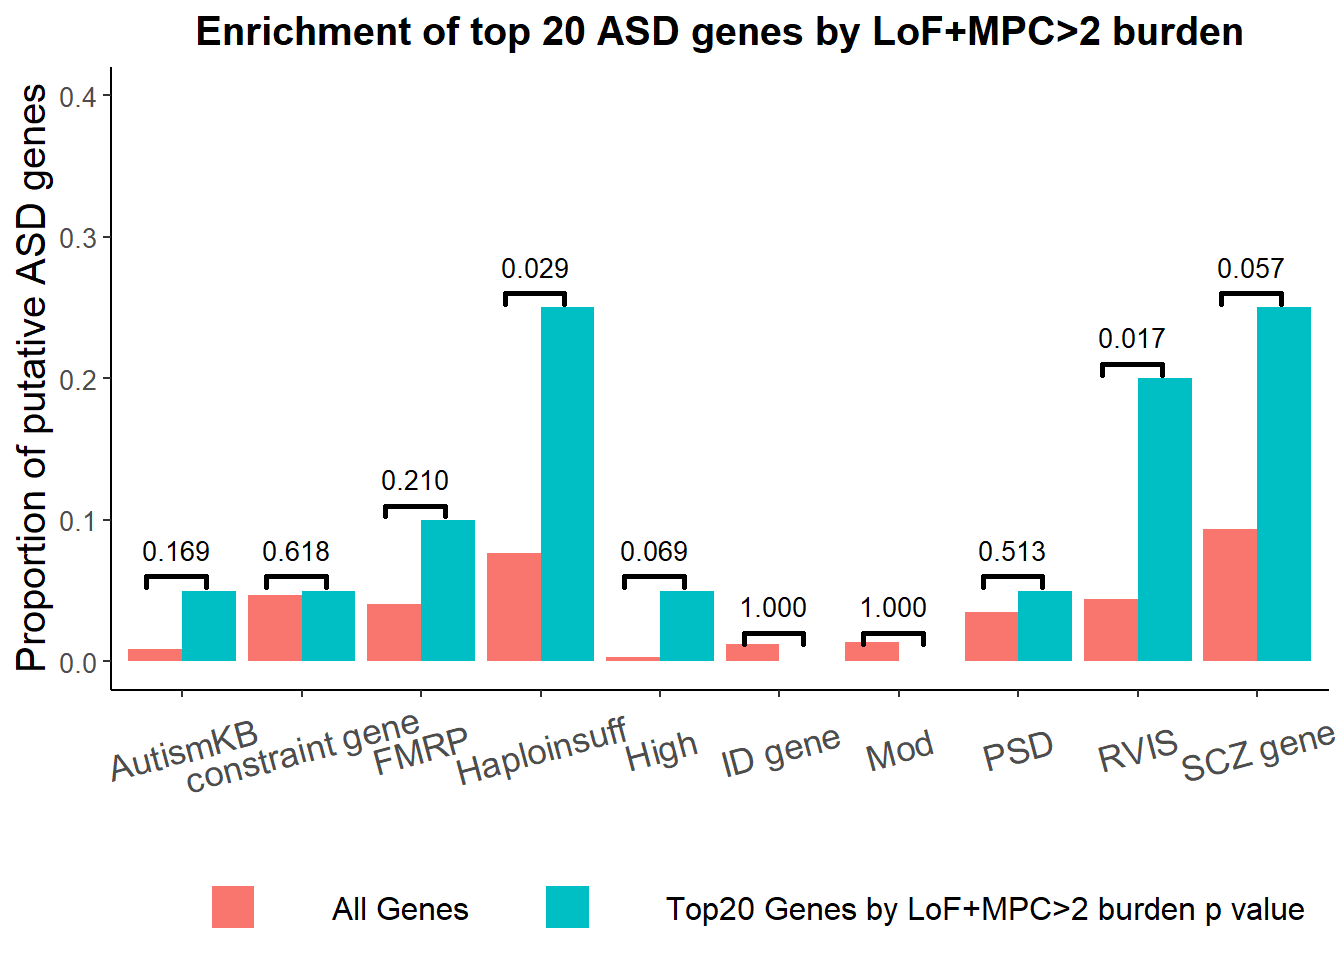 Enrichment of top 20 ASD genes by LoF+MPC>2 burden
Proportion of putative ASD genes
0.4
0.3
0.2
0.1
0.0
0.169
0.618
0.210
0.029
0.069
1.000
1.000
0.513
0.017
0.057
AutismKB
constraint gene
FMRP
Haploinsuff
High
ID gene
Mod
PSD
RVIS
SCZ gene
All Genes
Top20 Genes by LoF+MPC>2 burden p value